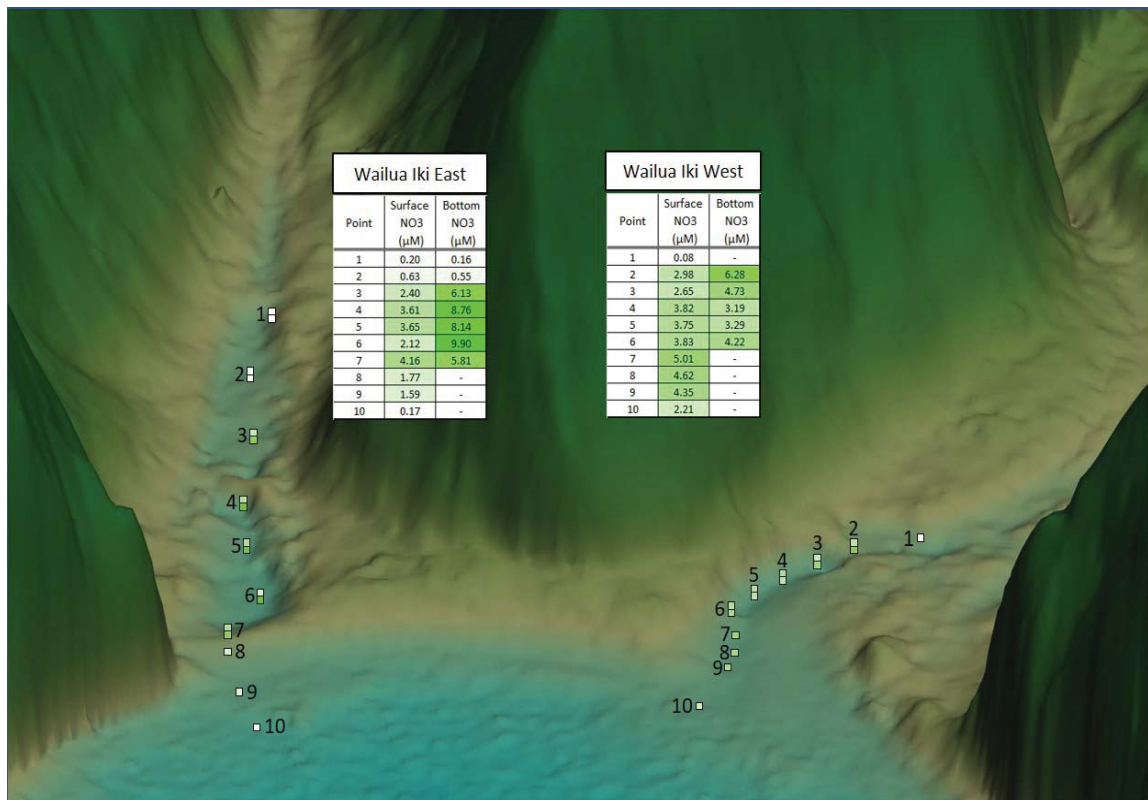 Wailua Iki East
Point Surface NO3 (µM) Bottom NO3 (µM)
1 0.20 0.16
2 0.63 0.55
3 2.40 6.13
4 3.61 8.76
5 3.65 8.14
6 2.12 9.90
7 4.16 5.81
8 1.77 -
9 1.59 -
10 0.17 -
Wailua Iki West
Point Surface NO3 (µM) Bottom NO3 (µM)
1 0.08 -
2 2.98 6.28
3 2.65 4.73
4 3.82 3.19
5 3.75 3.29
6 3.83 4.22
7 5.01 -
8 4.62 -
9 4.35 -
10 2.21 -
1
2
3
4
5
6
7
8
9
10
1
2
3
4
5
6
7
8
9
10